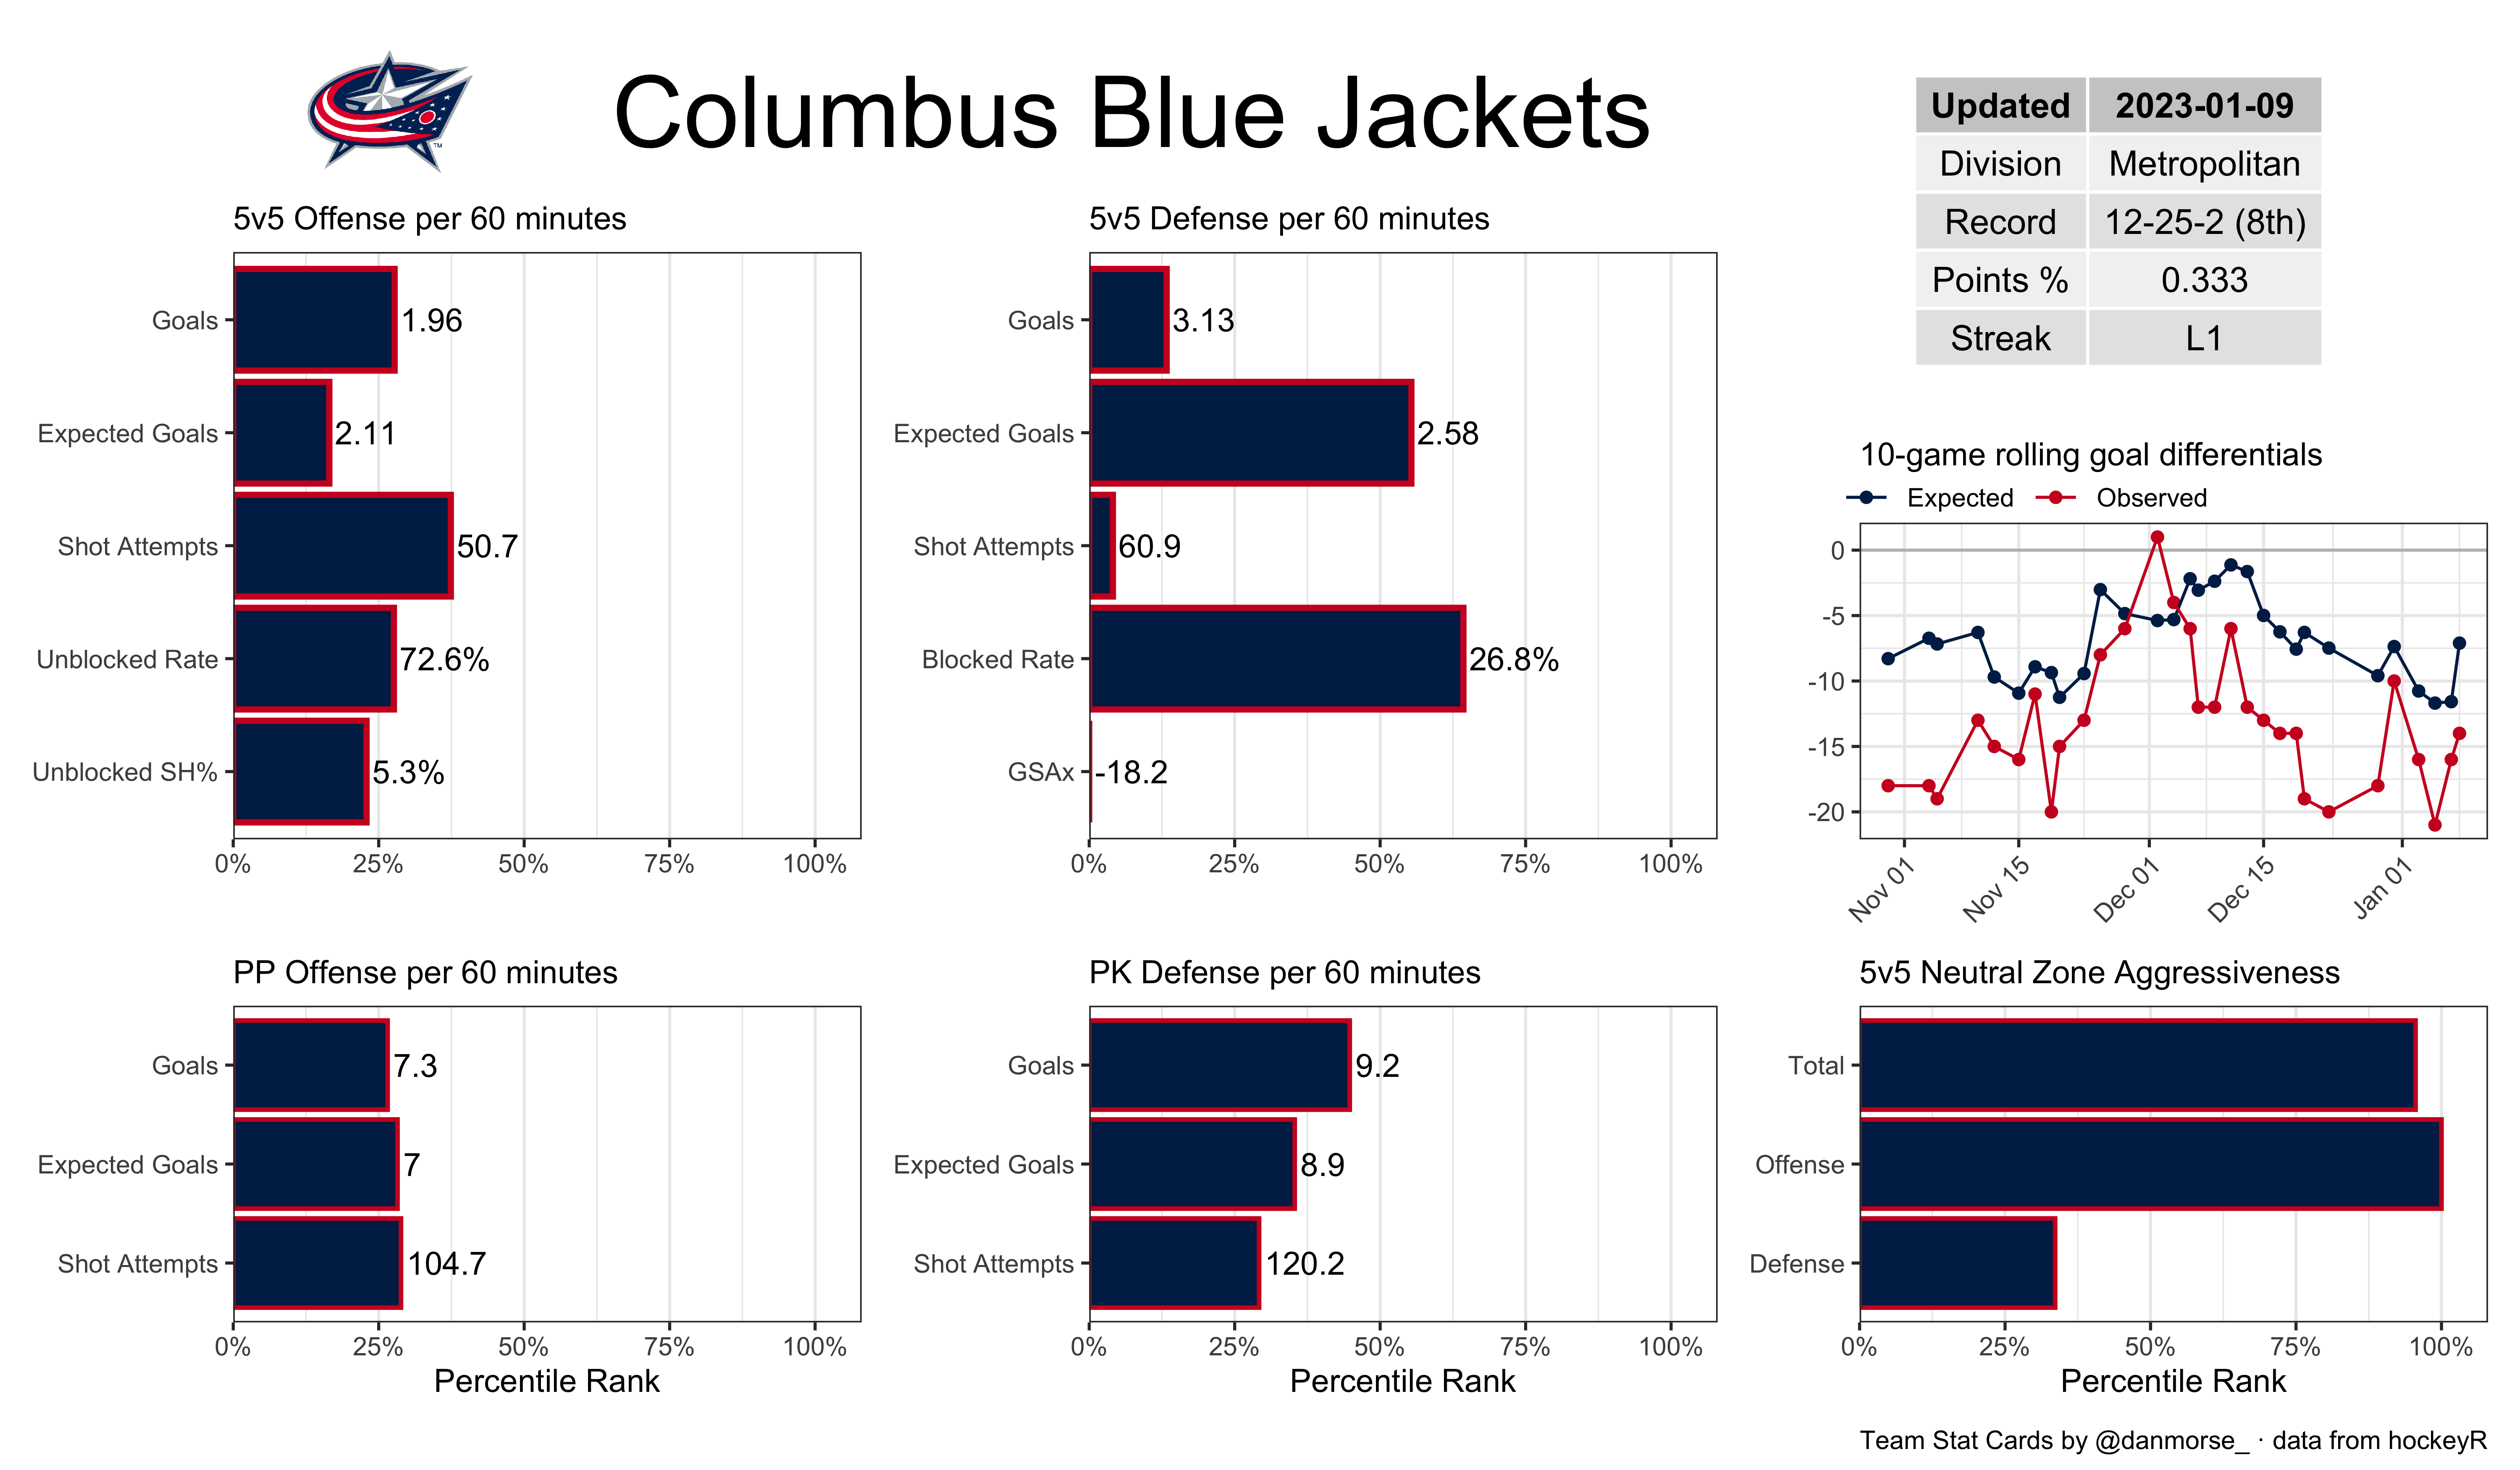 Columbus Blue Jackets
TM
Updated 2023-01-09
Division Metropolitan
Record 12-25-2 (8th)
Points % 0.333
Streak L1
5v5 Offense per 60 minutes
Goals 1.96
Expected Goals 2.11
Shot Attempts 50.7
Unblocked Rate 72.6%
Unblocked SH% 5.3%
0% 25% 50% 75% 100%
5v5 Defense per 60 minutes
Goals 3.13
Expected Goals 2.58
Shot Attempts 60.9
Blocked Rate 26.8%
GSAx -18.2
0% 25% 50% 75% 100%
10-game rolling goal differentials
Expected Observed
0
-5
-10
-15
-20
Nov 01 Nov 15 Dec 01 Dec 15 Jan 01
PP Offense per 60 minutes
Goals 7.3
Expected Goals 7
Shot Attempts 104.7
0% 25% 50% 75% 100%
Percentile Rank
PK Defense per 60 minutes
Goals 9.2
Expected Goals 8.9
Shot Attempts 120.2
0% 25% 50% 75% 100%
Percentile Rank
5v5 Neutral Zone Aggressiveness
Total
Offense
Defense
0% 25% 50% 75% 100%
Percentile Rank
Team Stat Cards by @danmorse_ · data from hockeyR